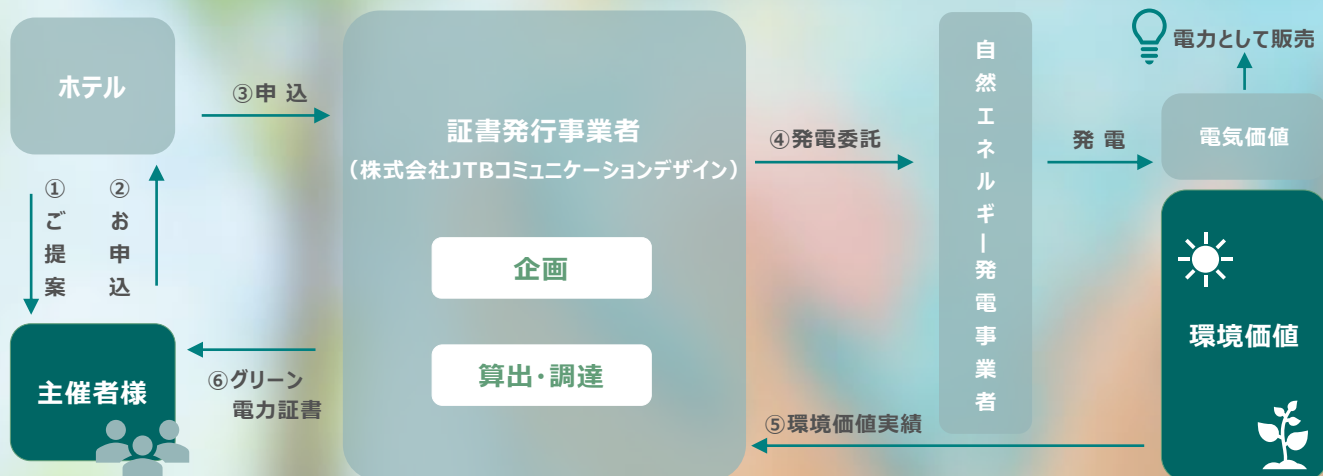 ホテル
③申 込
①ご提案
②お申込
主催者様
⑥グリーン
電力証書
証書発行事業者
（株式会社JTBコミュニケーションデザイン）
企画
算出・調達
④発電委託
⑤環境価値実績
自然エネルギー発電事業者
発 電
電力として販売
電気価値
環境価値